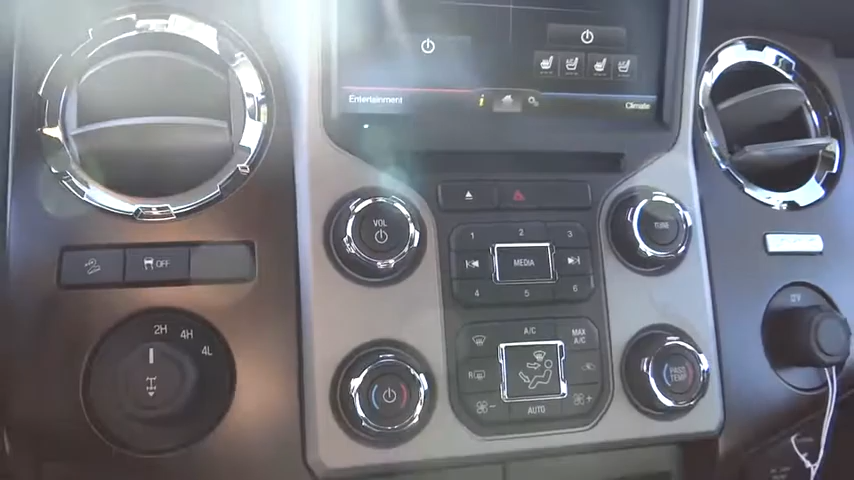 Entertainment
i
Climate
VOL
TUNE
1 2 3
MEDIA
4 5 6
OFF
2H 4H 4L
A/C
MAX A/C
R
AUTO
PASS TEMP
12V